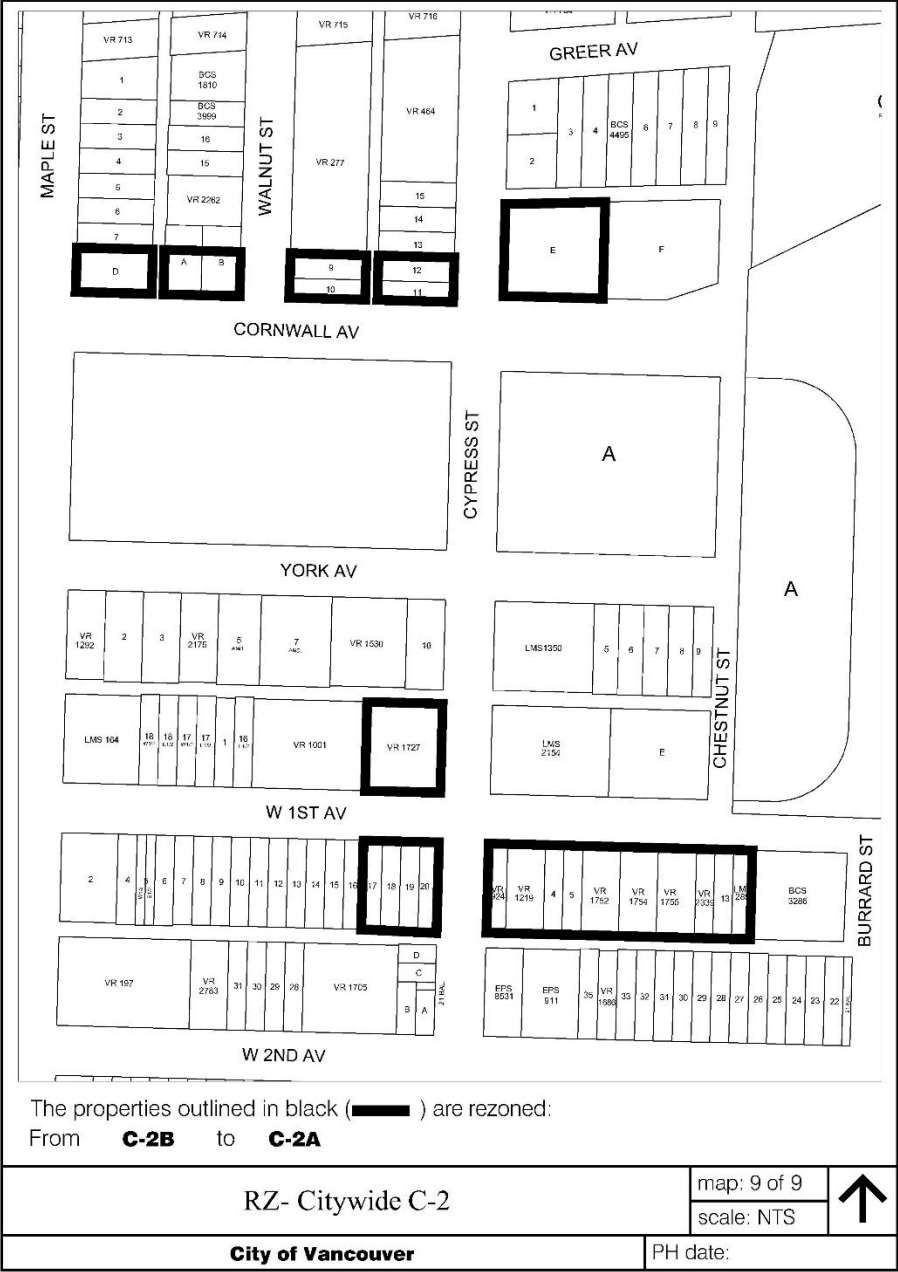 VR 713
VR 714
VR 715
VR 716
GREER AV
MAPLE ST
WALNUT ST
1
2
3
4
5
6
7
D
BCS
1810
BCS
3999
16
15
VR 2262
A
B
VR 277
9
10
VR 464
15
14
13
12
11
1
2
3
4
BCS
4495
6
7
8
9
E
F
CORNWALL AV
CYPRESS ST
A
A
YORK AV
VR
1292
2
3
VR
2175
5
7
VR 1530
10
LMS1350
5
6
7
8
9
CHESTNUT ST
LMS 164
18
18
17
17
1
16
VR 1001
VR 1727
LMS
2154
E
W 1ST AV
2
4
5
6
7
8
9
10
11
12
13
14
15
16
17
18
19
20
VR
924
VR
1219
4
5
VR
1752
VR
1754
VR
1755
VR
2339
13
BCS
3286
BURRARD ST
VR 197
VR
2783
31
30
29
28
VR 1705
D
C
B
A
21 BAL.
EPS
8531
EPS
911
35
VR
1686
33
32
31
30
29
28
27
26
25
24
23
22
W 2ND AV
The properties outlined in black ( ) are rezoned:
From C-2B to C-2A
RZ- Citywide C-2
map: 9 of 9
scale: NTS
City of Vancouver
PH date: